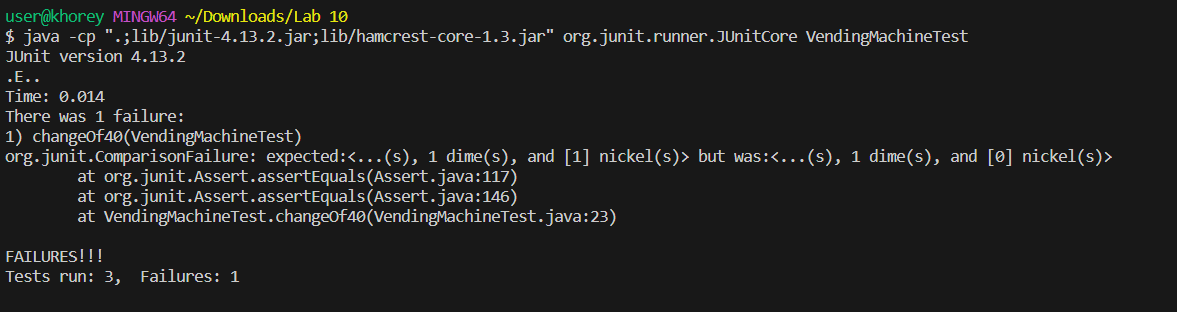 user@khorey MINGW64 ~/Downloads/Lab 10
$ java -cp ".;lib/junit-4.13.2.jar;lib/hamcrest-core-1.3.jar" org.junit.runner.JUnitCore VendingMachineTest
JUnit version 4.13.2
.E..
Time: 0.014
There was 1 failure:
1) changeOf40(VendingMachineTest)
org.junit.ComparisonFailure: expected:<...(s), 1 dime(s), and [1] nickel(s)> but was:<...(s), 1 dime(s), and [0] nickel(s)>
        at org.junit.Assert.assertEquals(Assert.java:117)
        at org.junit.Assert.assertEquals(Assert.java:146)
        at VendingMachineTest.changeOf40(VendingMachineTest.java:23)

FAILURES!!!
Tests run: 3,  Failures: 1